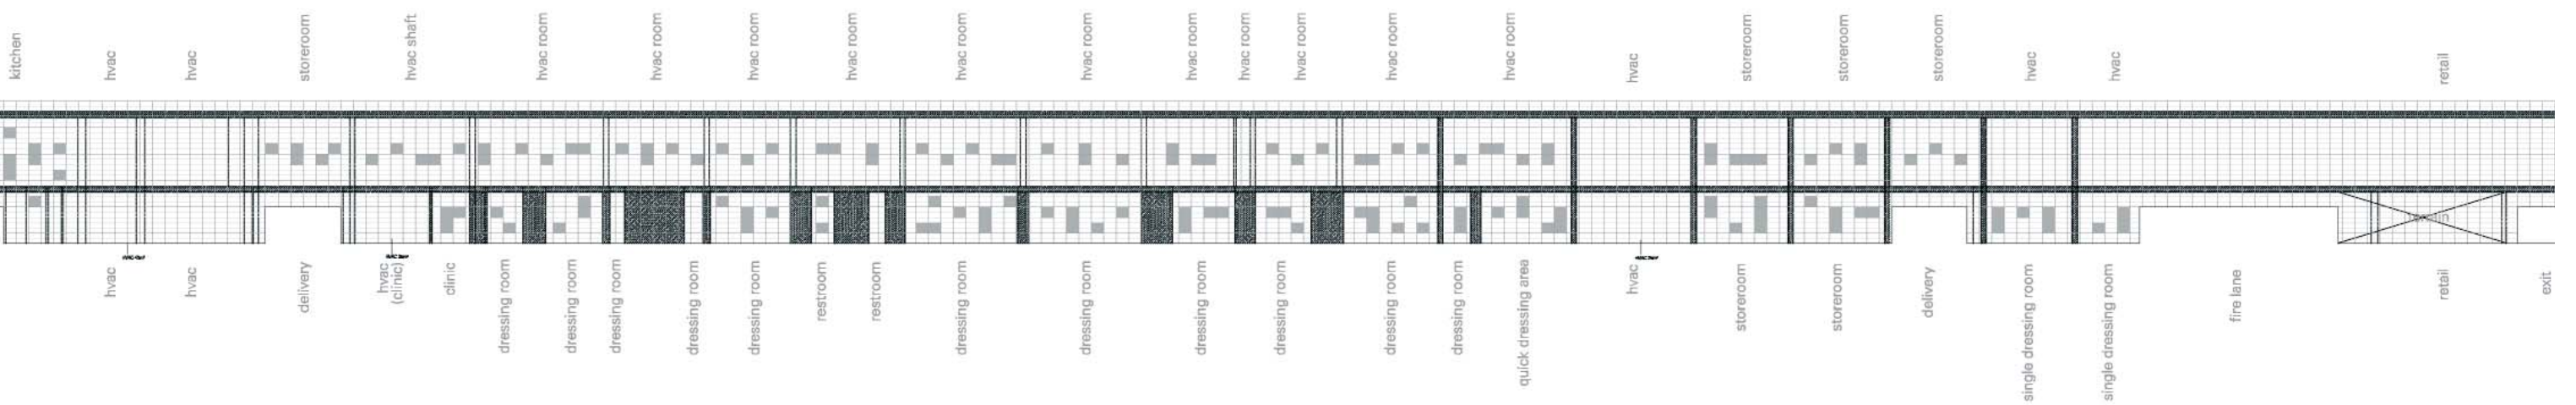 kitchen
hvac
hvac
storeroom
hvac shaft
hvac room
hvac room
hvac room
hvac room
hvac room
hvac room
hvac room
hvac room
hvac room
hvac room
hvac room
hvac
storeroom
storeroom
storeroom
hvac
hvac
retail
hvac
hvac
delivery
hvac
(clinic)
clinic
dressing room
dressing room
dressing room
dressing room
dressing room
restroom
restroom
dressing room
dressing room
dressing room
dressing room
dressing room
dressing room
quick dressing area
hvac
storeroom
storeroom
delivery
single dressing room
single dressing room
fire lane
retail
exit